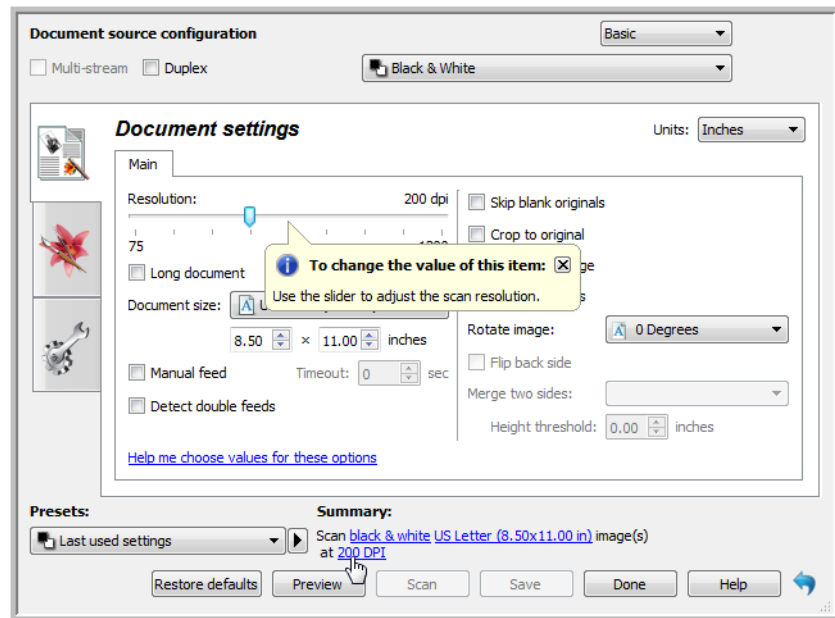 Document source configuration
Basic
Multi-stream
Duplex
Black & White
Document settings
Units: Inches
Main
Resolution: 200 dpi
75
To change the value of this item:
Use the slider to adjust the scan resolution.
Long document
Document size:
8.50 × 11.00 inches
Manual feed
Timeout: 0 sec
Detect double feeds
Help me choose values for these options
Skip blank originals
Crop to original
Rotate image: 0 Degrees
Flip back side
Merge two sides:
Height threshold: 0.00 inches
Presets:
Last used settings
Summary:
Scan black & white US Letter (8.50x11.00 in) image(s)
at 200 DPI
Restore defaults
Preview
Scan
Save
Done
Help